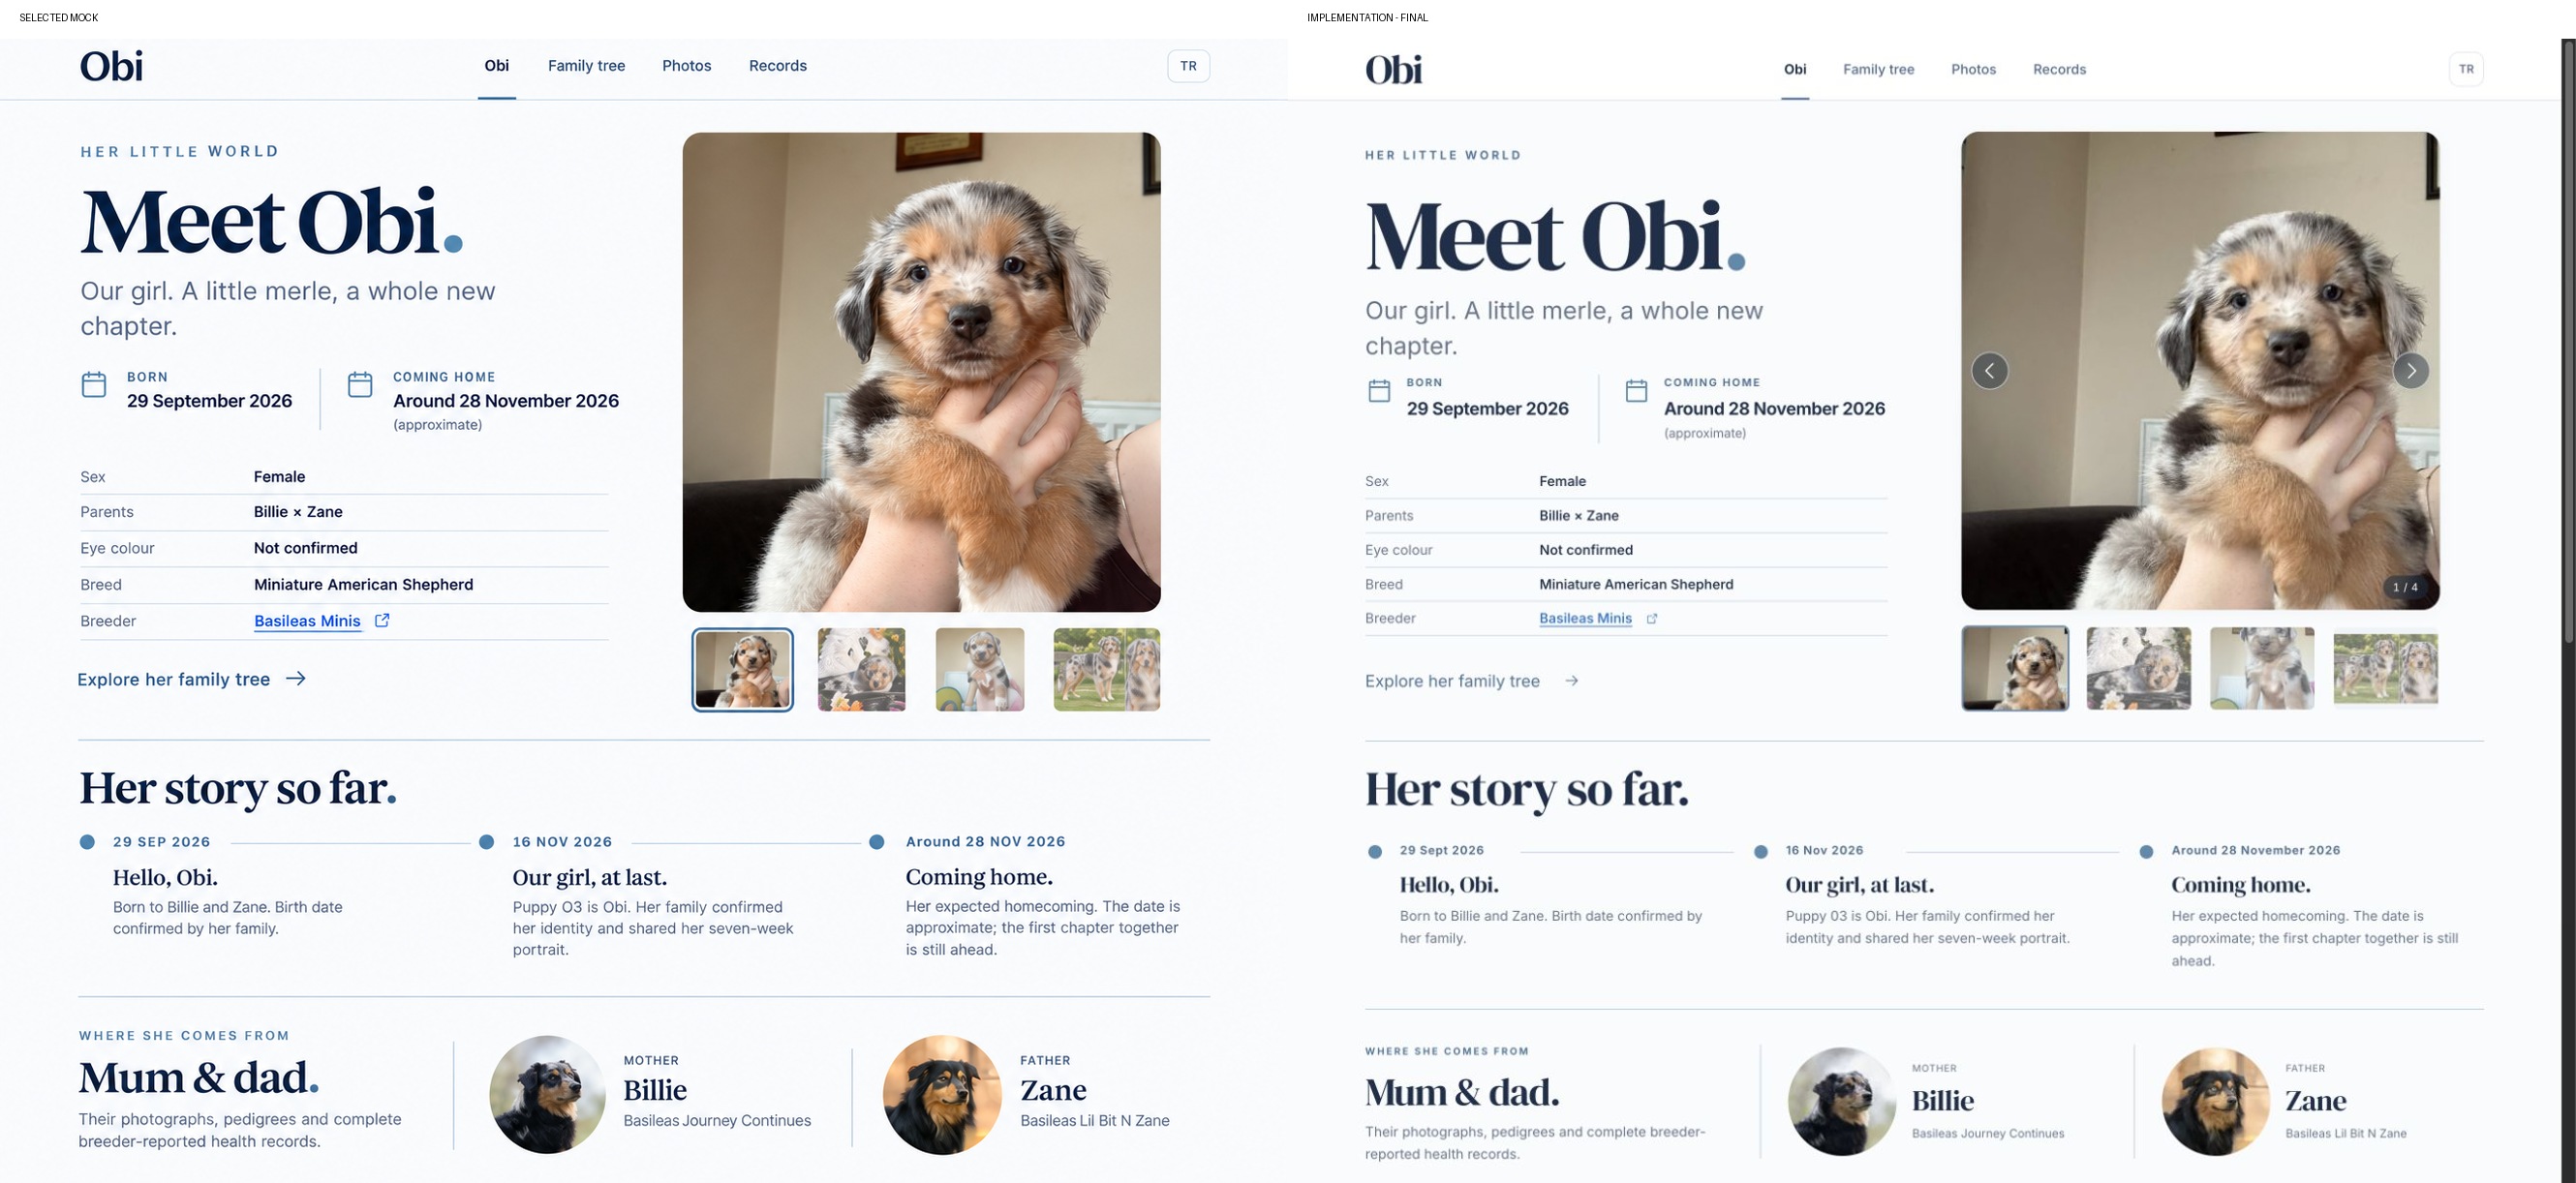 SELECTED MOCK
Obi
Obi
Family tree
Photos
Records
TR
HER LITTLE WORLD
Meet Obi.
Our girl. A little merle, a whole new
chapter.
BORN
29 September 2026
COMING HOME
Around 28 November 2026
(approximate)
Sex Female
Parents Billie × Zane
Eye colour Not confirmed
Breed Miniature American Shepherd
Breeder Basileas Minis
Explore her family tree →
Her story so far.
29 SEP 2026
Hello, Obi.
Born to Billie and Zane. Birth date
confirmed by her family.
16 NOV 2026
Our girl, at last.
Puppy O3 is Obi. Her family confirmed
her identity and shared her seven-week
portrait.
Around 28 NOV 2026
Coming home.
Her expected homecoming. The date is
approximate; the first chapter together
is still ahead.
WHERE SHE COMES FROM
Mum & dad.
Their photographs, pedigrees and complete
breeder-reported health records.
MOTHER
Billie
Basileas Journey Continues
FATHER
Zane
Basileas Lil Bit N Zane
IMPLEMENTATION - FINAL
Obi
Obi
Family tree
Photos
Records
TR
HER LITTLE WORLD
Meet Obi.
Our girl. A little merle, a whole new
chapter.
BORN
29 September 2026
COMING HOME
Around 28 November 2026
(approximate)
Sex Female
Parents Billie × Zane
Eye colour Not confirmed
Breed Miniature American Shepherd
Breeder Basileas Minis
Explore her family tree →
1 / 4
Her story so far.
29 Sept 2026
Hello, Obi.
Born to Billie and Zane. Birth date confirmed by
her family.
16 Nov 2026
Our girl, at last.
Puppy 03 is Obi. Her family confirmed her
identity and shared her seven-week portrait.
Around 28 November 2026
Coming home.
Her expected homecoming. The date is
approximate; the first chapter together is still
ahead.
WHERE SHE COMES FROM
Mum & dad.
Their photographs, pedigrees and complete breeder-
reported health records.
MOTHER
Billie
Basileas Journey Continues
FATHER
Zane
Basileas Lil Bit N Zane